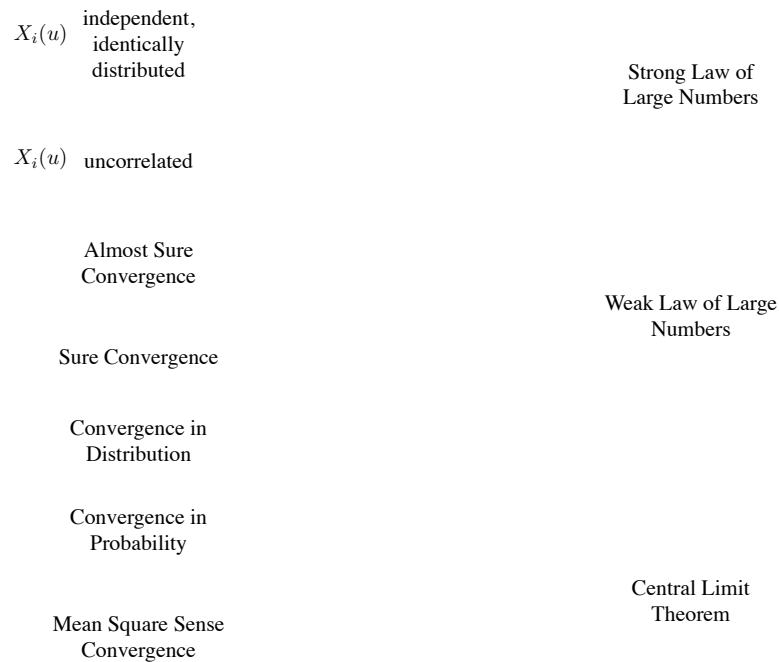 X_i(u) independent,
identically
distributed
Strong Law of
Large Numbers
X_i(u) uncorrelated
Almost Sure
Convergence
Weak Law of Large
Numbers
Sure Convergence
Convergence in
Distribution
Convergence in
Probability
Central Limit
Theorem
Mean Square Sense
Convergence